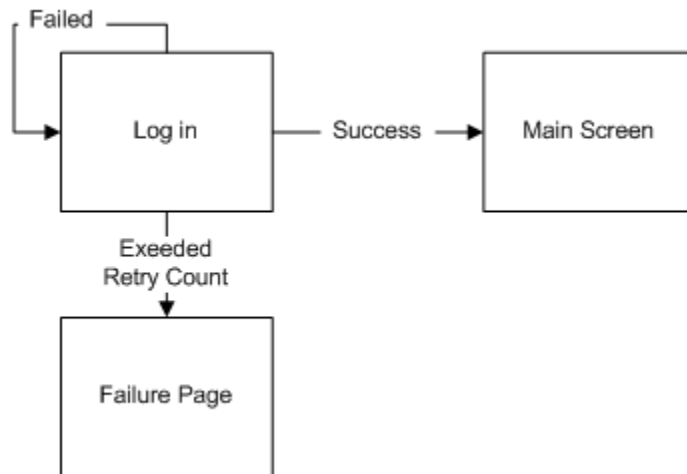 Failed
Log in
Success
Main Screen
Exeeded
Retry Count
Failure Page